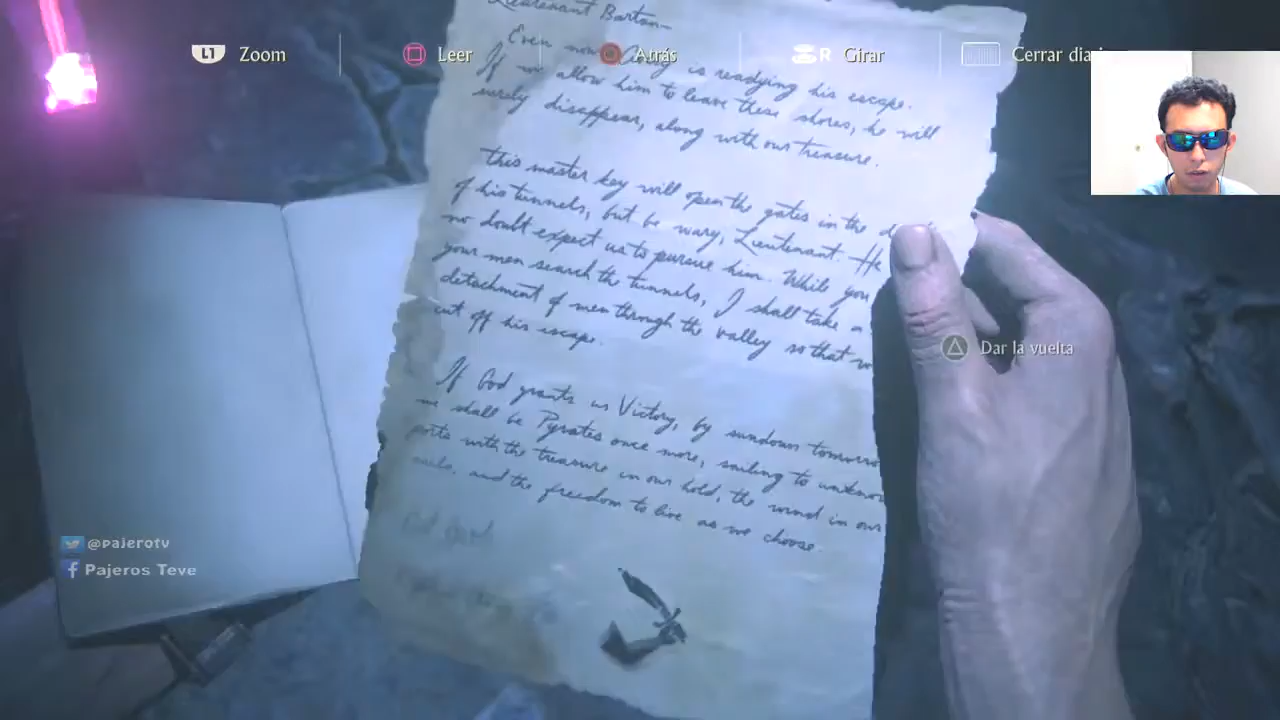 L1 Zoom
Leer
Atrás
R Girar
Cerrar
Lieutenant Barton
Even now is readying his escape.
If we allow him to leave these shores, he will
surely disappear, along with our treasure.
this master key will open the gates in the
of his tunnels, but be wary, Lieutenant. He
no doubt expect us to pursue him. While you
your men search the tunnels, I shall take a
detachment of men through the valley so that
cut off his escape.
Dar la vuelta
If God grants us Victory, by sundown
we shall be Pyrates once more, sailing to
ports with the treasure in our hold, the wind in our
sails, and the freedom to live as we choose.
@pajerotv
Pajeros Teve